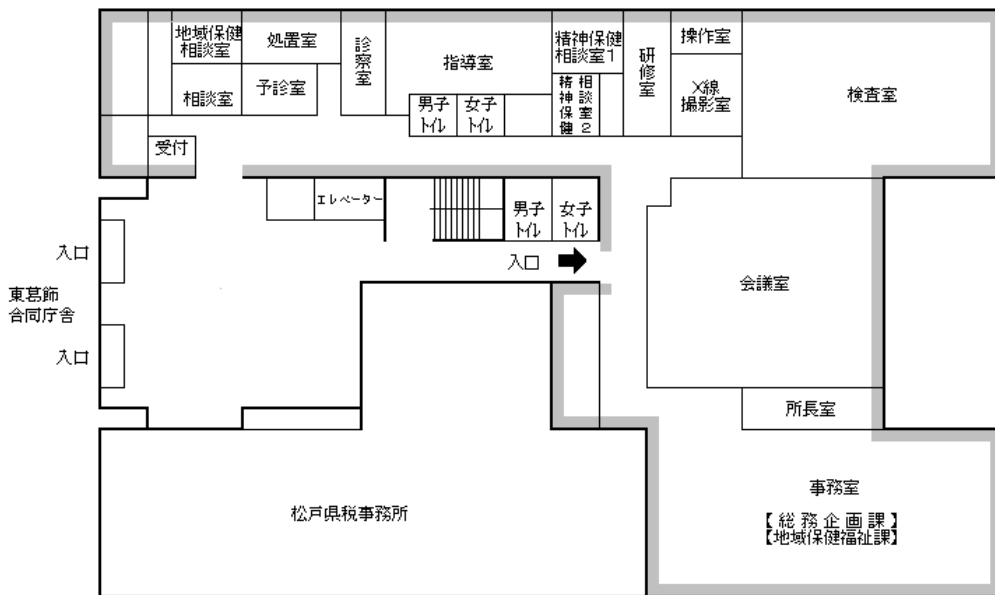 地域保健
相談室
処置室
診察室
指導室
精神保健
相談室1
研修室
操作室
相談室
予診室
男子
トイレ
女子
トイレ
精神保健
相談室2
X線
撮影室
検査室
受付
エレベーター
男子
トイレ
女子
トイレ
入口
入口
会議室
東葛飾
合同庁舎
入口
所長室
事務室
【総務企画課】
【地域保健福祉課】
松戸県税事務所